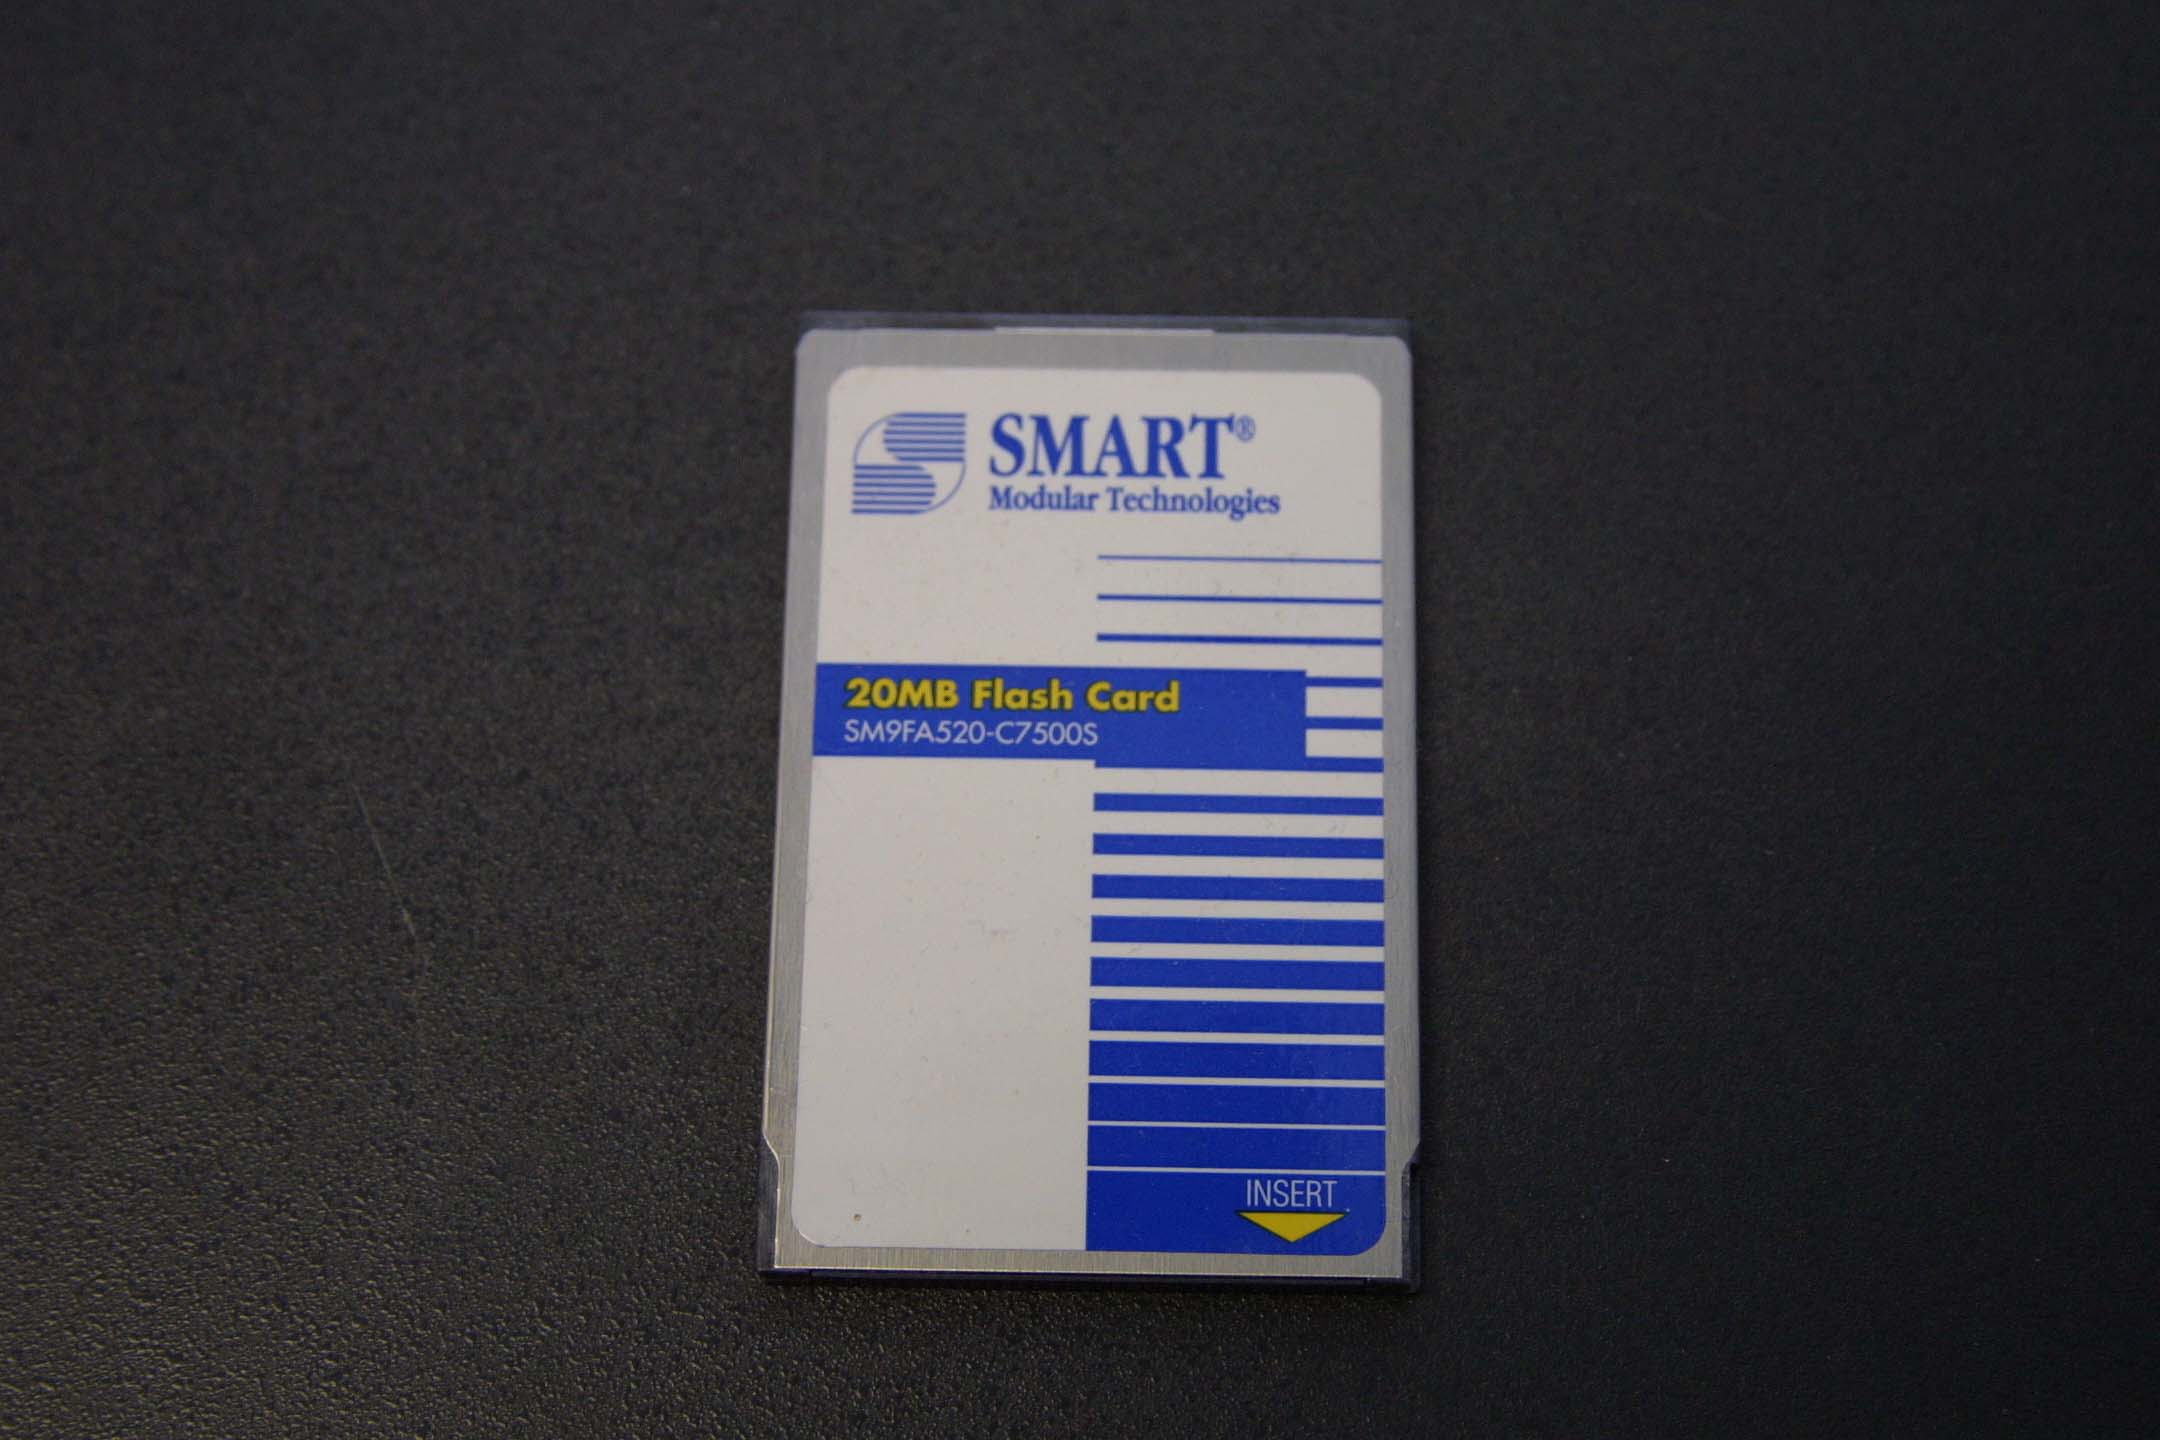 SMART®
Modular Technologies
20MB Flash Card
SM9FA520-C7500S
INSERT